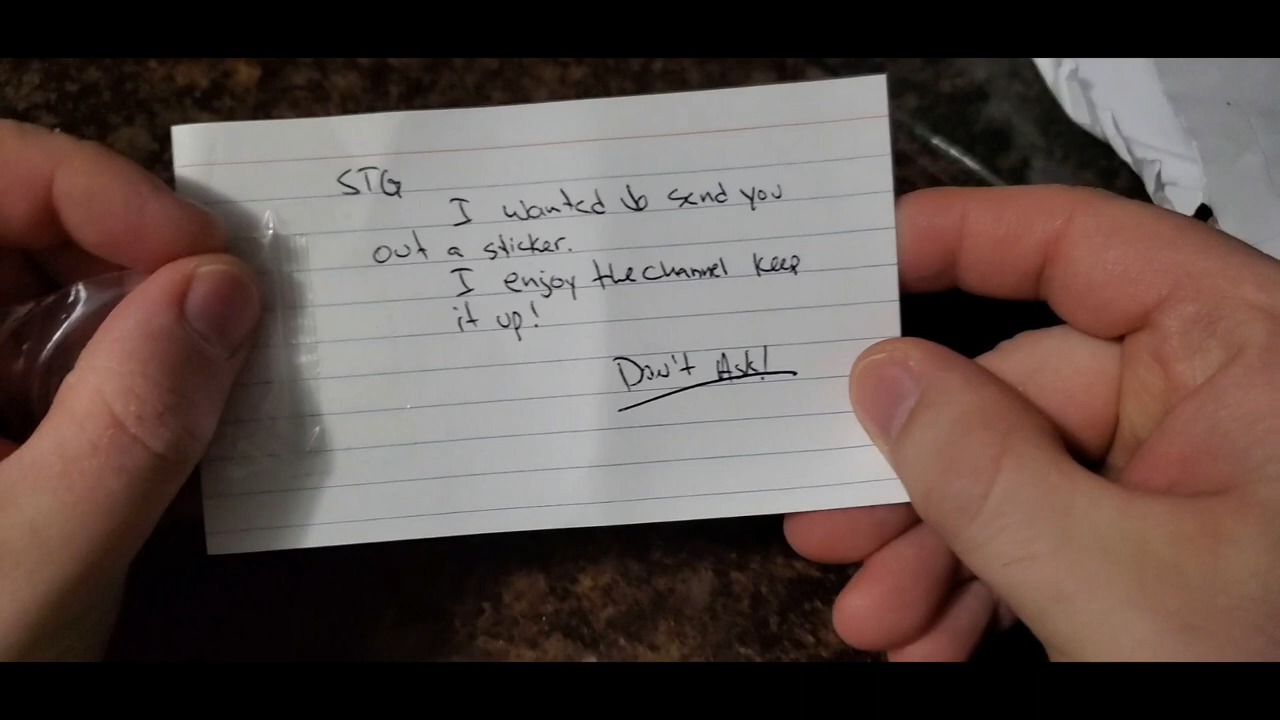 STG
I wanted to send you
out a sticker.
I enjoy the channel keep
it up!
Don't Ask!